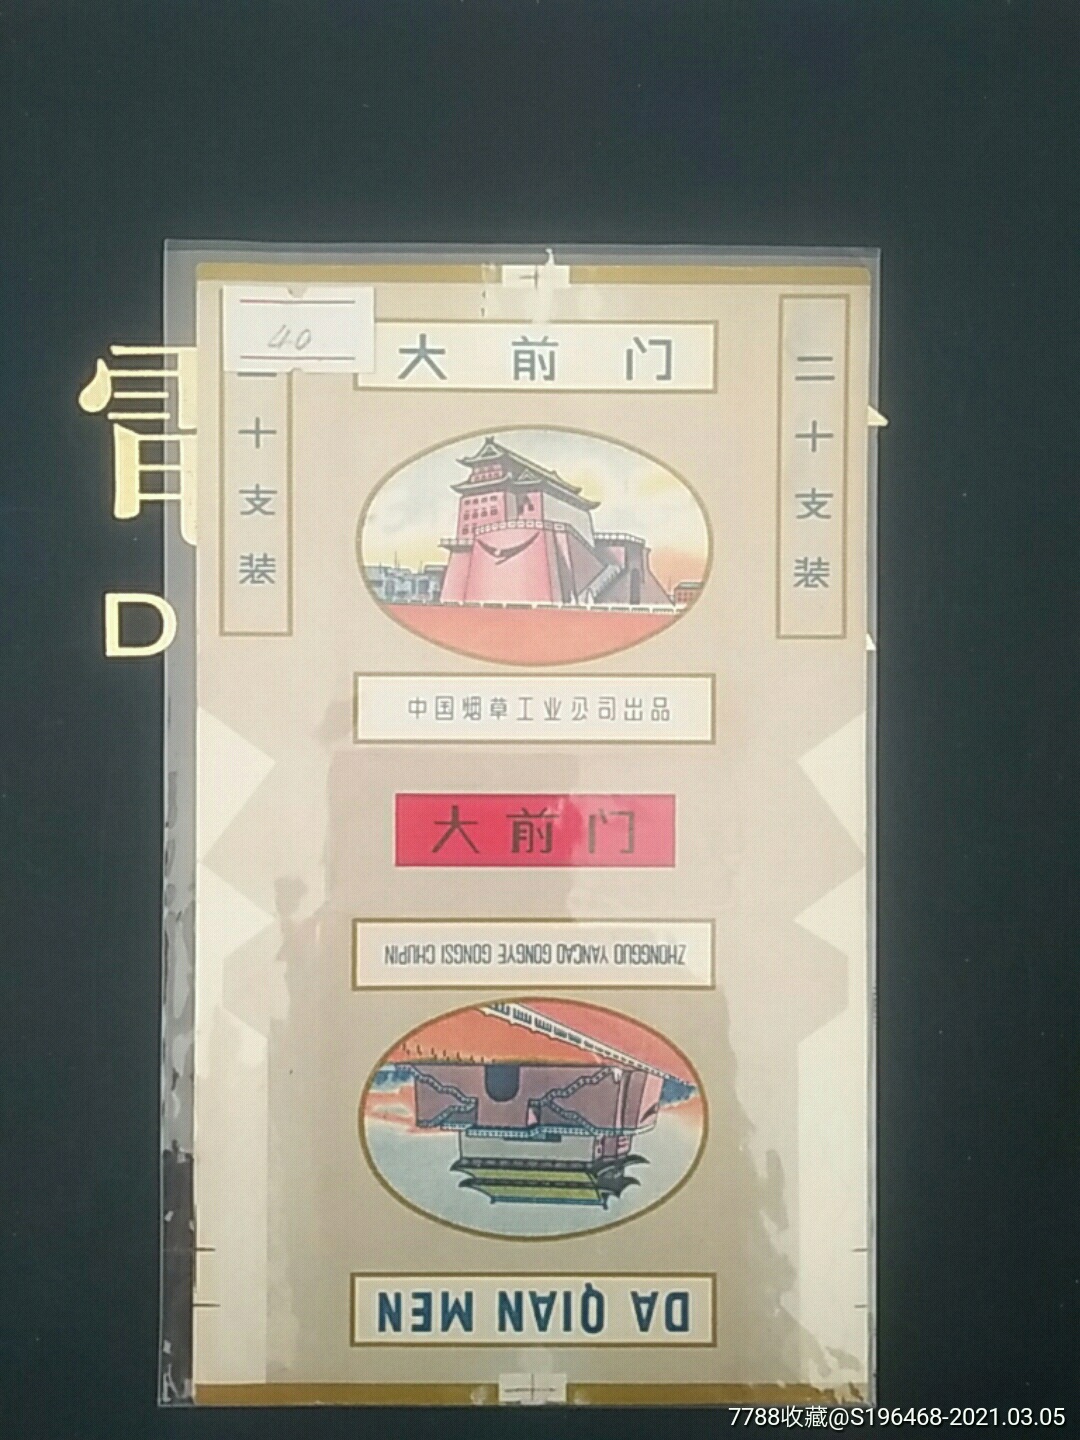 40
大前门
二十支装
十支装
中国烟草工业公司出品
大前门
ZHONGGUO YANCAO GONGYE GONGSI CHUPIN
DA QIAN MEN
D
7788收藏@S196468-2021.03.05